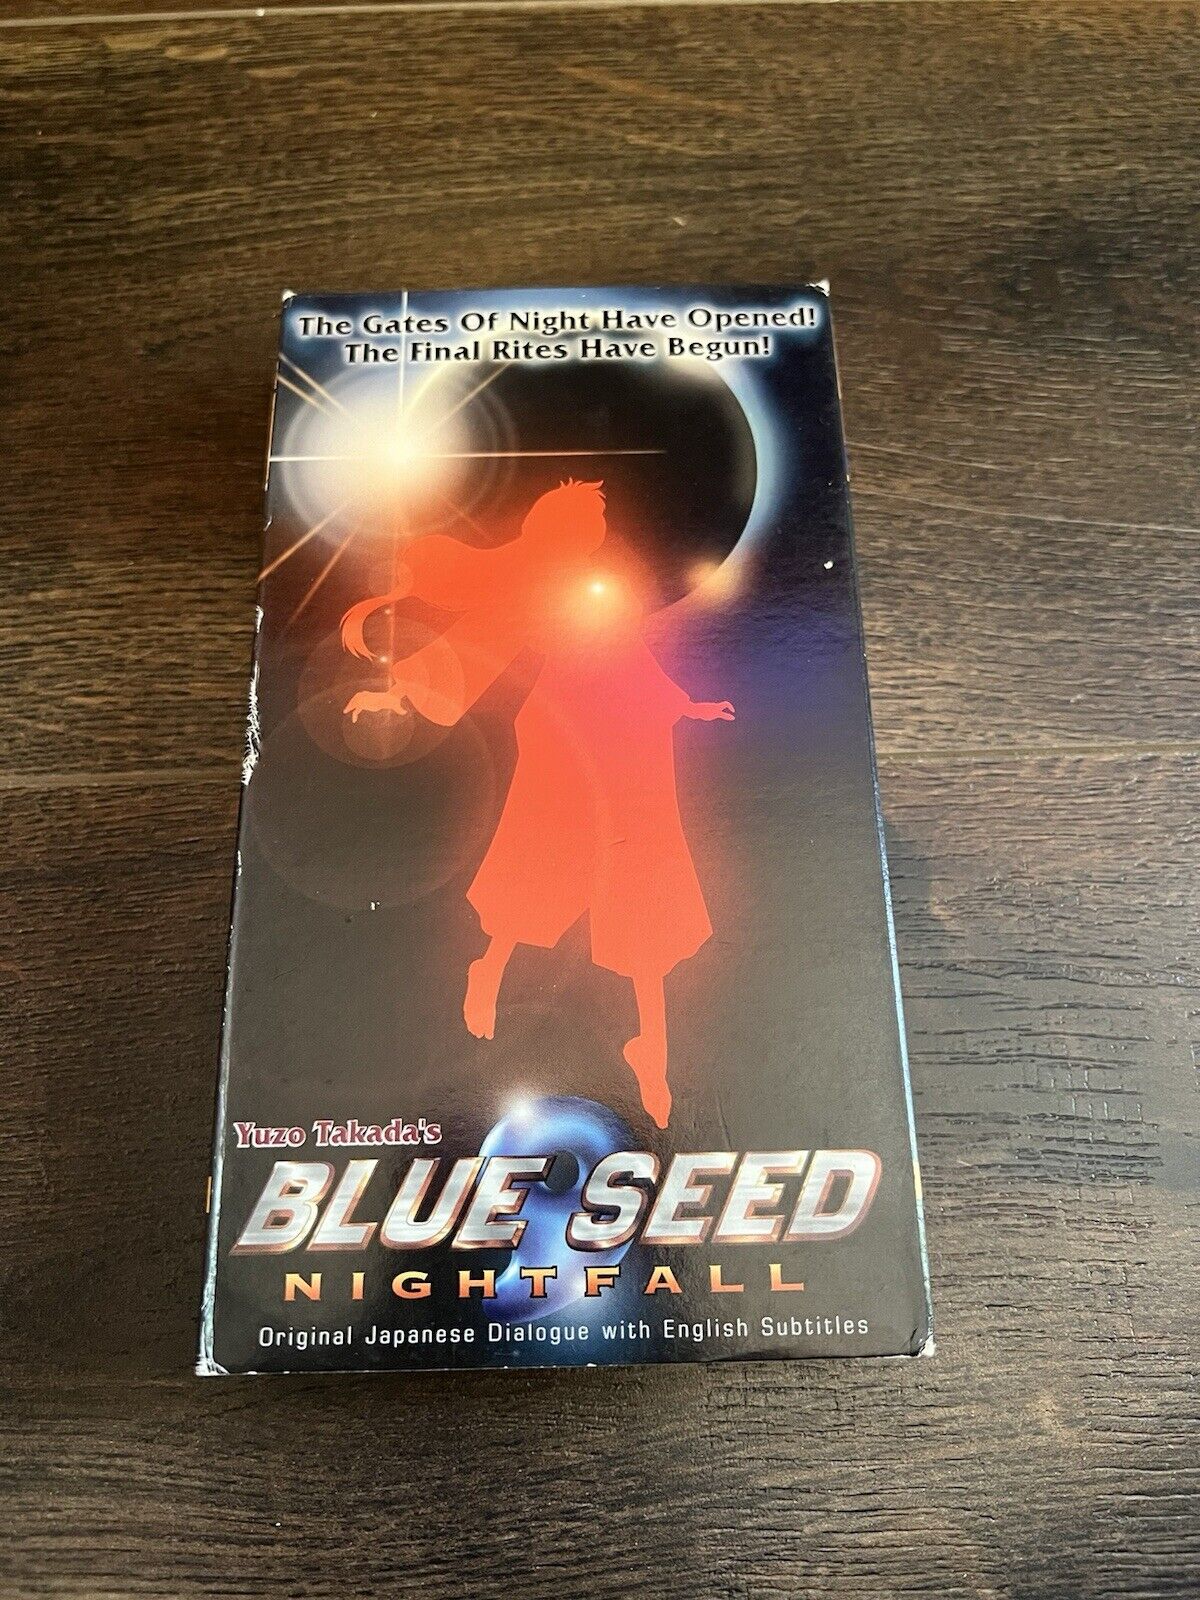 The Gates Of Night Have Opened!
The Final Rites Have Begun!
Yuzo Takada's
BLUE SEED
NIGHTFALL
Original Japanese Dialogue with English Subtitles